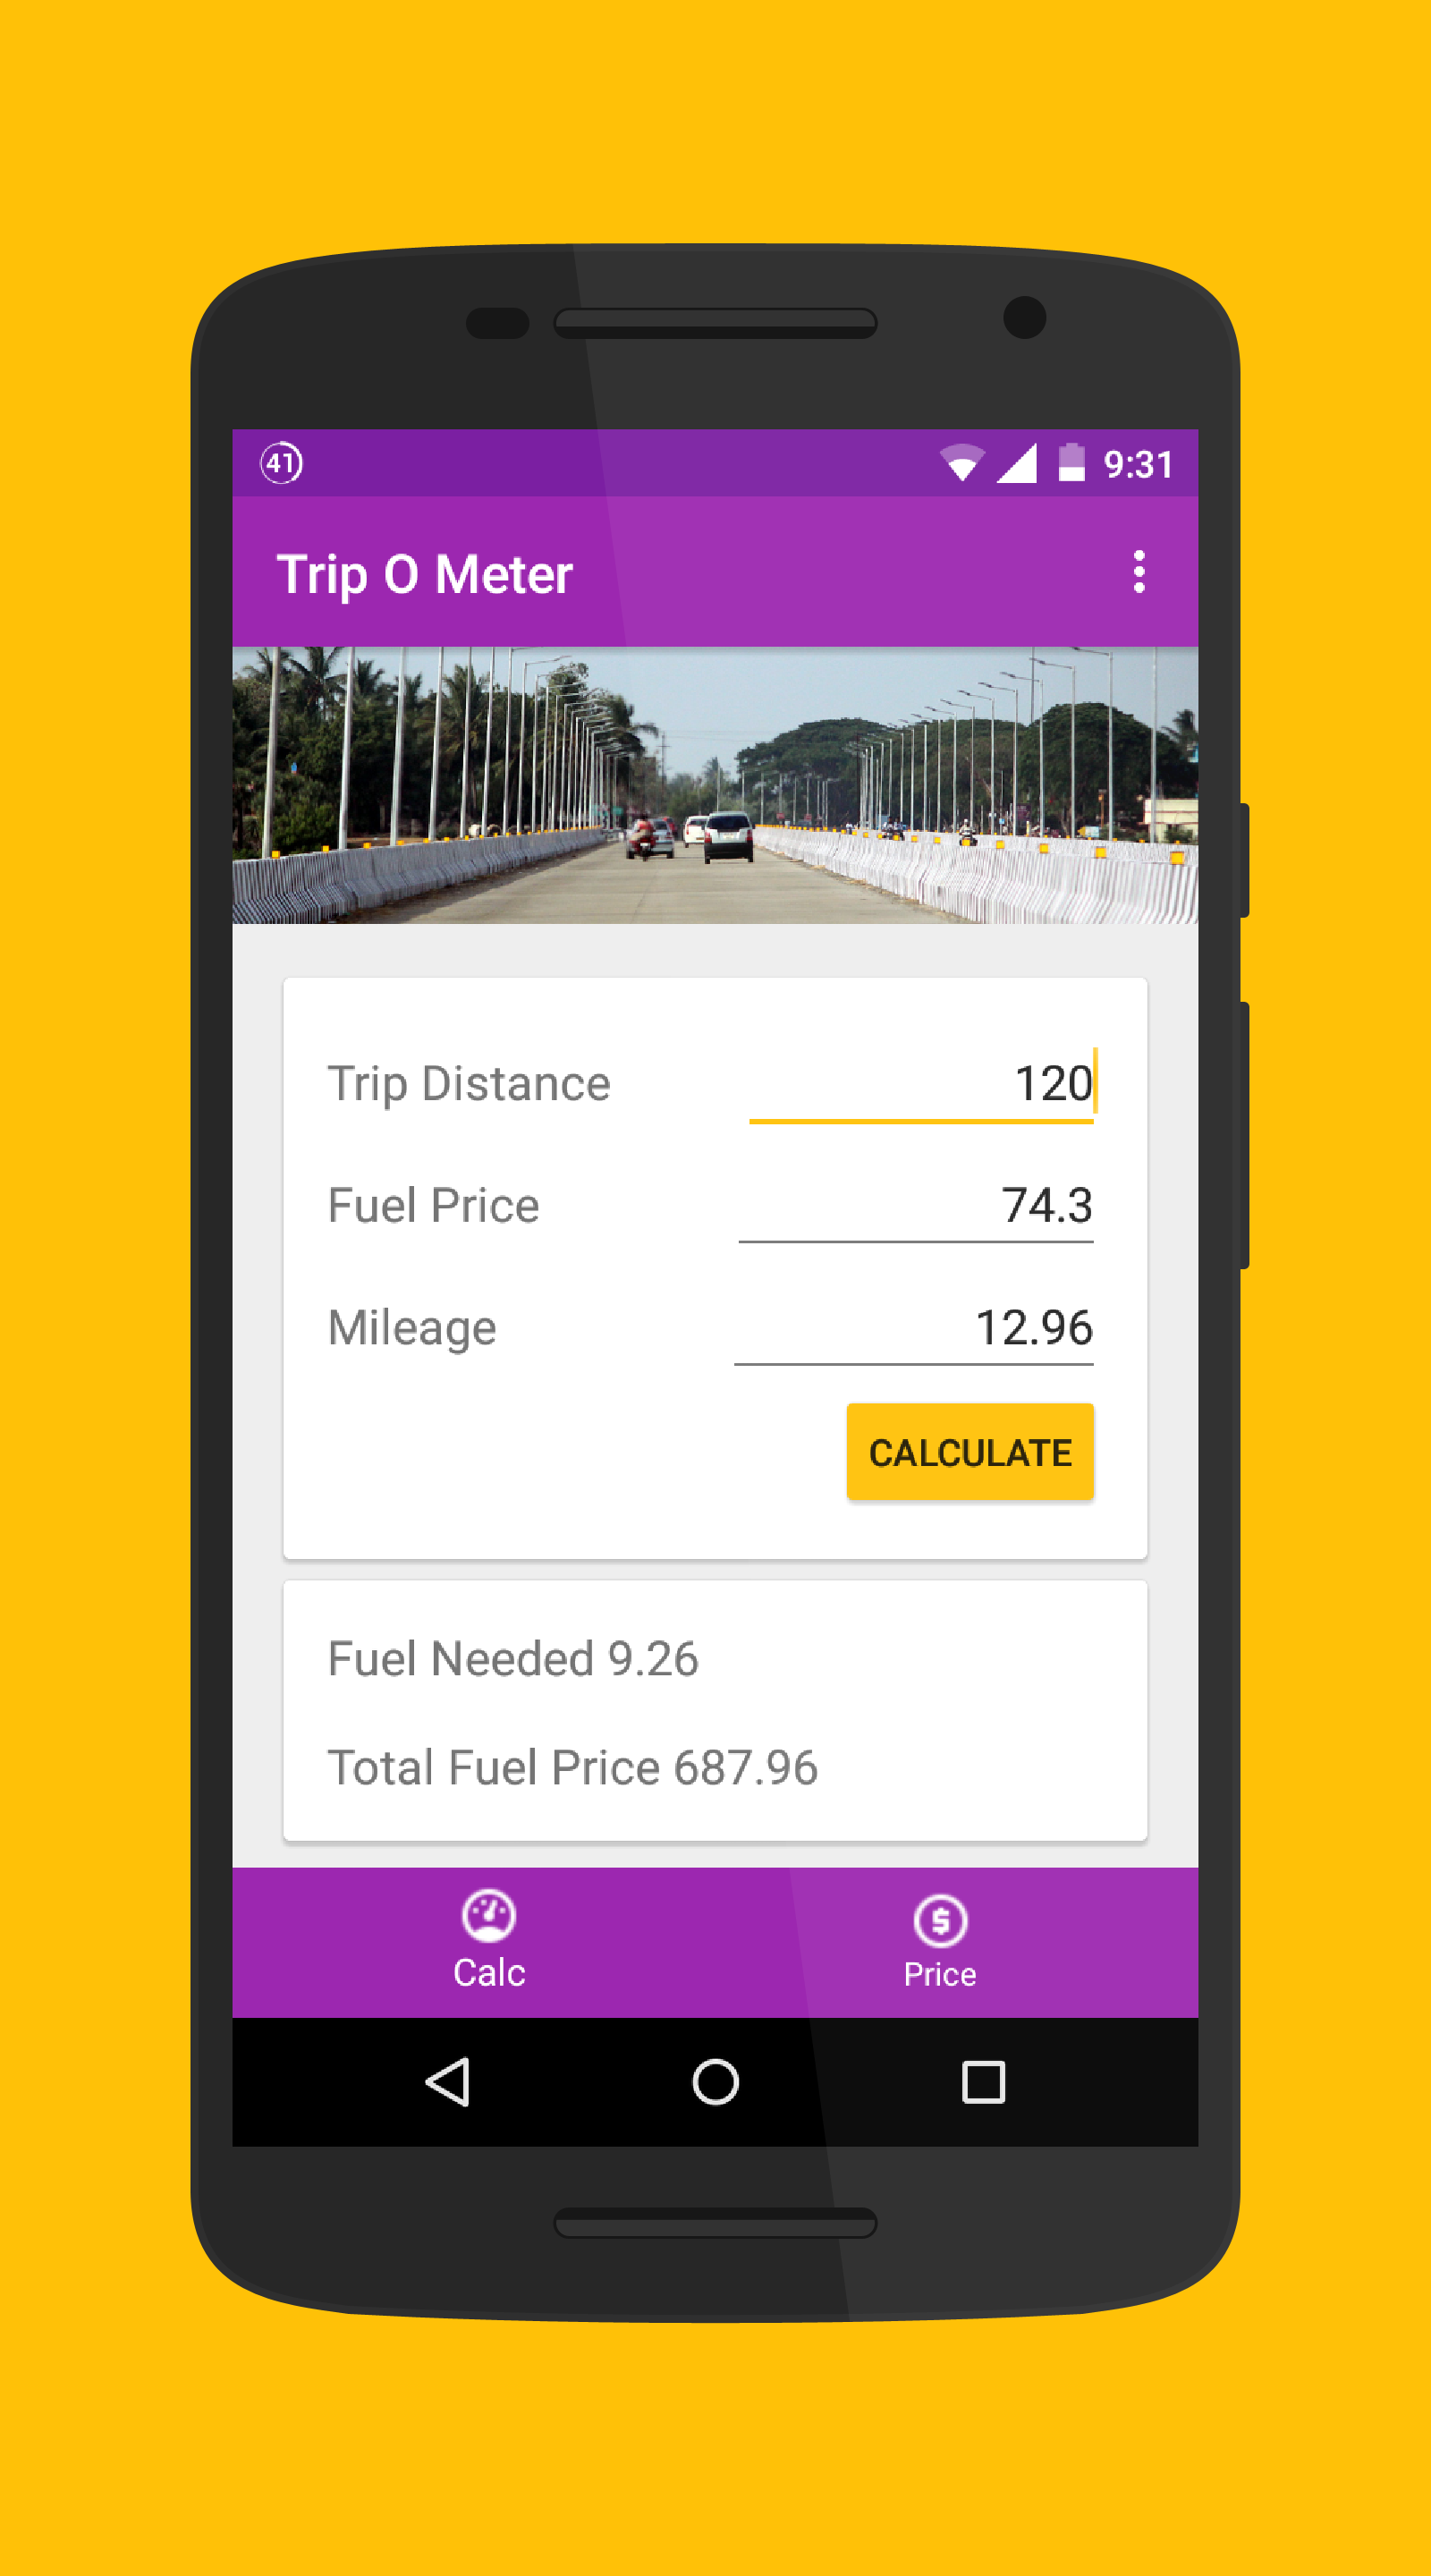 41 9:31
Trip O Meter
Trip Distance 120
Fuel Price 74.3
Mileage 12.96
CALCULATE
Fuel Needed 9.26
Total Fuel Price 687.96
Calc Price